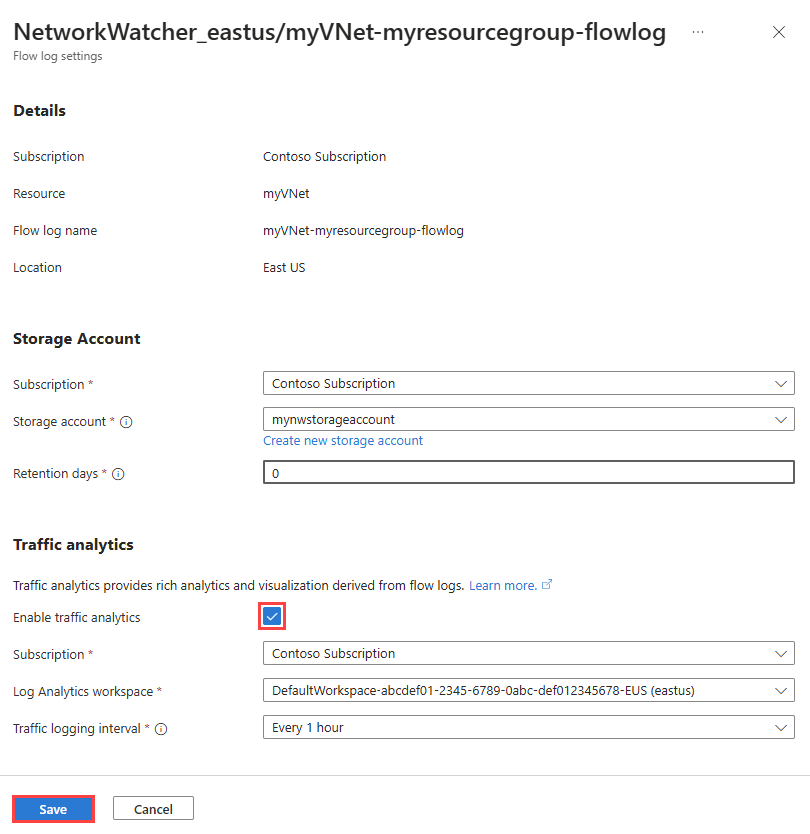 NetworkWatcher_eastus/myVNet-myresourcegroup-flowlog ...
Flow log settings
Details
Subscription Contoso Subscription
Resource myVNet
Flow log name myVNet-myresourcegroup-flowlog
Location East US
Storage Account
Subscription * Contoso Subscription
Storage account * mynwstorageaccount
Create new storage account
Retention days * 0
Traffic analytics
Traffic analytics provides rich analytics and visualization derived from flow logs. Learn more.
Enable traffic analytics
Subscription * Contoso Subscription
Log Analytics workspace * DefaultWorkspace-abcdef01-2345-6789-0abc-def012345678-EUS (eastus)
Traffic logging interval * Every 1 hour
Save Cancel